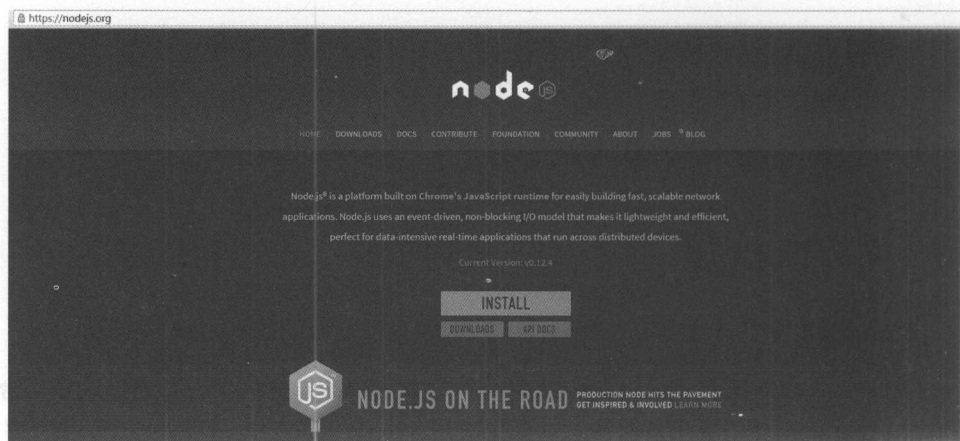 https://nodejs.org
node JS
HOME DOWNLOADS DOCS CONTRIBUTE FOUNDATION COMMUNITY ABOUT JOBS BLOG
Node.js® is a platform built on Chrome's JavaScript runtime for easily building fast, scalable network
applications. Node.js uses an event-driven, non-blocking I/O model that makes it lightweight and efficient,
perfect for data-intensive real-time applications that run across distributed devices.
Current Version: v0.12.4
INSTALL
DOWNLOADS API DOCS
JS
NODE.JS ON THE ROAD
PRODUCTION NODE HITS THE PAVEMENT
GET INSPIRED & INVOLVED LEARN MORE